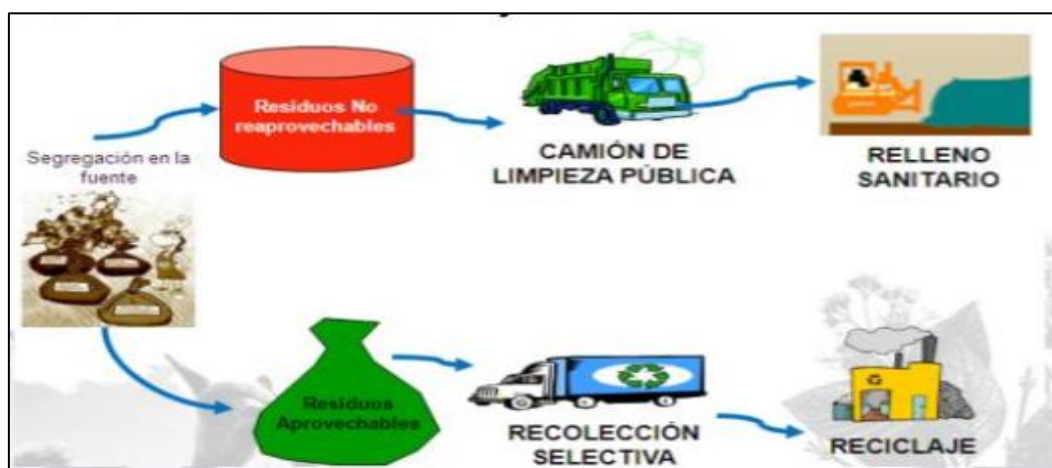 Segregación en la
fuente
Residuos No
reaprovechables
CAMIÓN DE
LIMPIEZA PÚBLICA
RELLENO
SANITARIO
Residuos
Aprovechables
RECOLECCIÓN
SELECTIVA
RECICLAJE